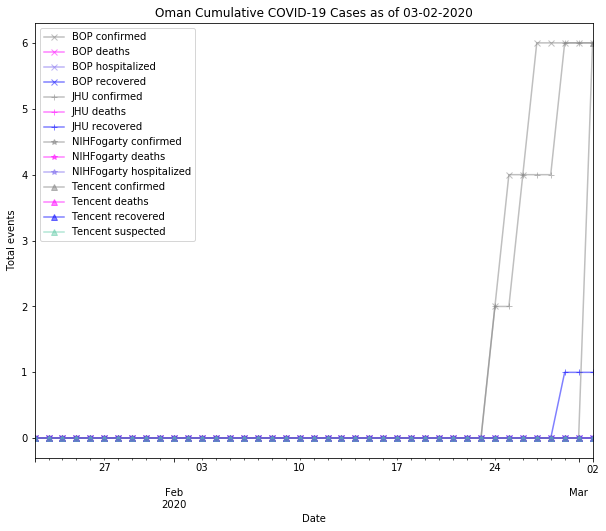 Oman Cumulative COVID-19 Cases as of 03-02-2020
BOP confirmed
BOP deaths
BOP hospitalized
BOP recovered
JHU confirmed
JHU deaths
JHU recovered
NIHFogarty confirmed
NIHFogarty deaths
NIHFogarty hospitalized
Tencent confirmed
Tencent deaths
Tencent recovered
Tencent suspected
Total events
6
5
4
3
2
1
0
27 03 10 17 24 02
Feb Mar
2020
Date